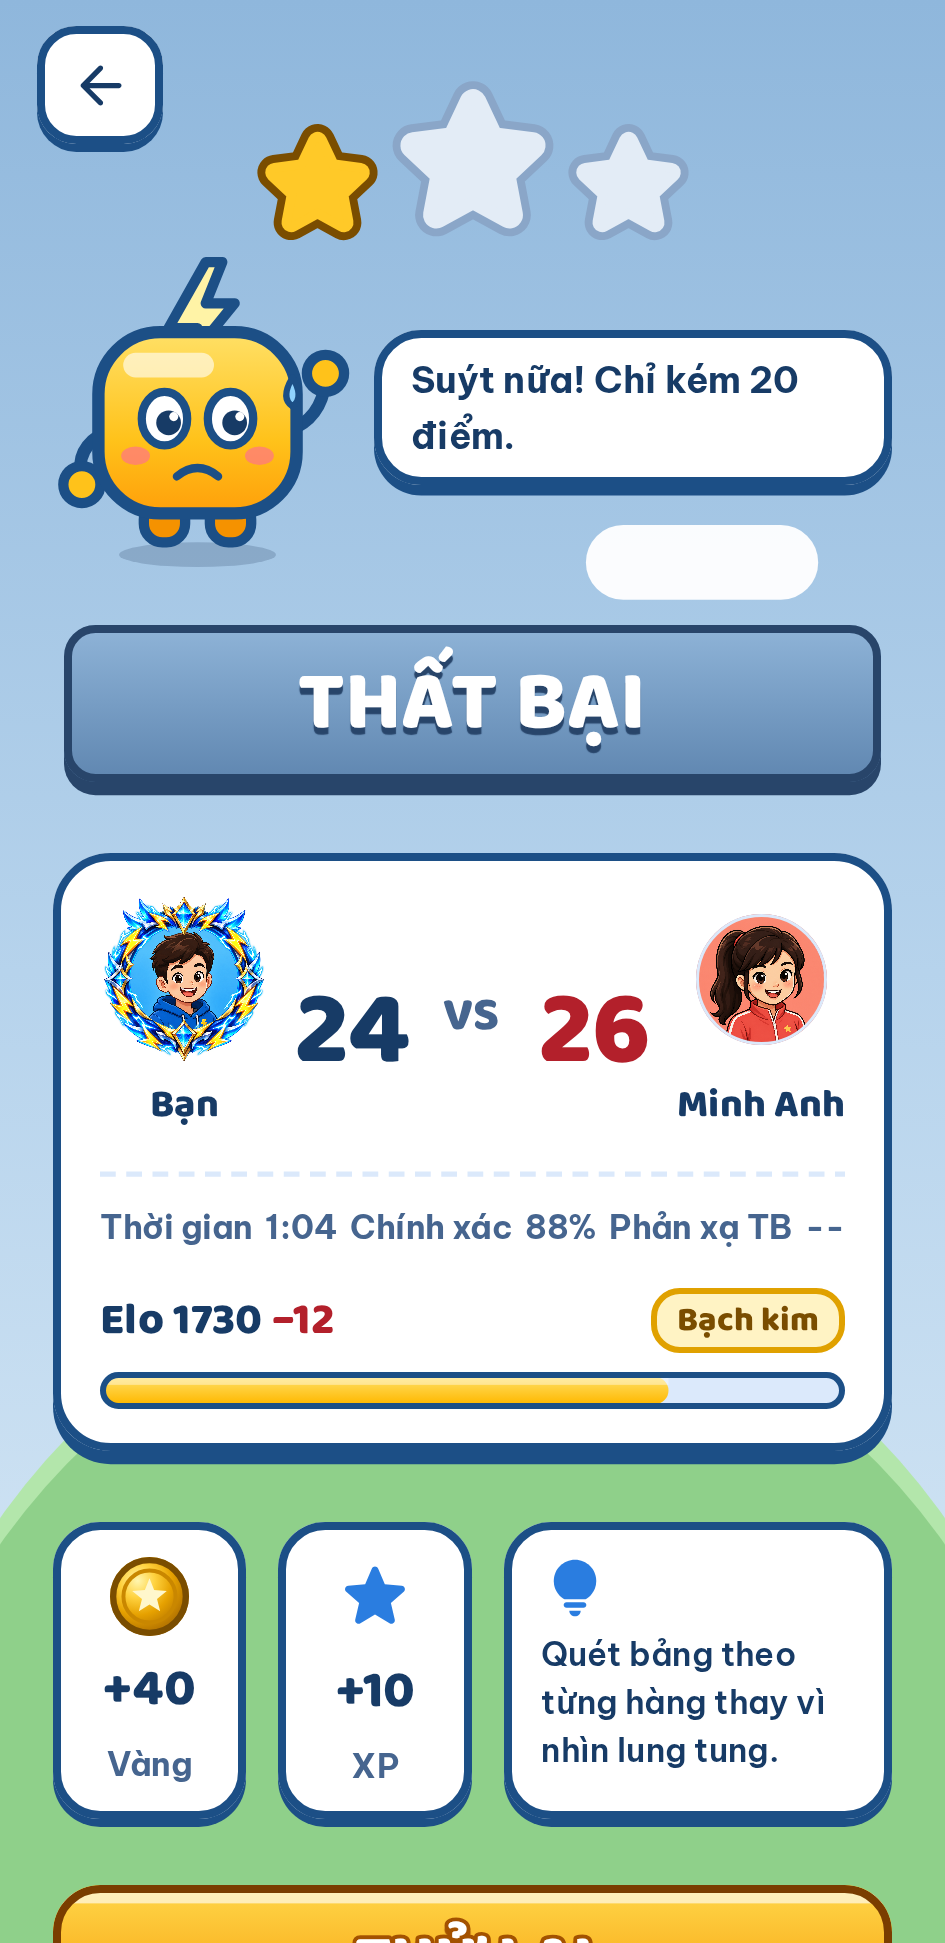 Suýt nữa! Chỉ kém 20
điểm.
THẤT BẠI
24 VS 26
Bạn
Minh Anh
Thời gian 1:04 Chính xác 88% Phản xạ TB --
Elo 1730 −12
Bạch kim
+40
Vàng
+10
XP
Quét bảng theo
từng hàng thay vì
nhìn lung tung.